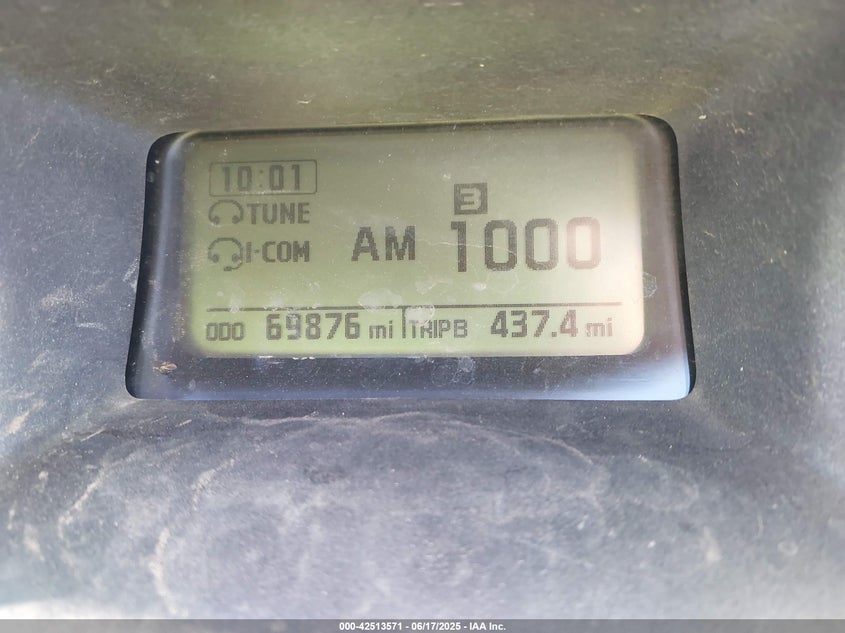 10:01
TUNE
I-COM
3
AM 1000
ODO 69876 mi TRIP B 437.4 mi
000-42513571 | 06/17/2025 - IAA Inc.